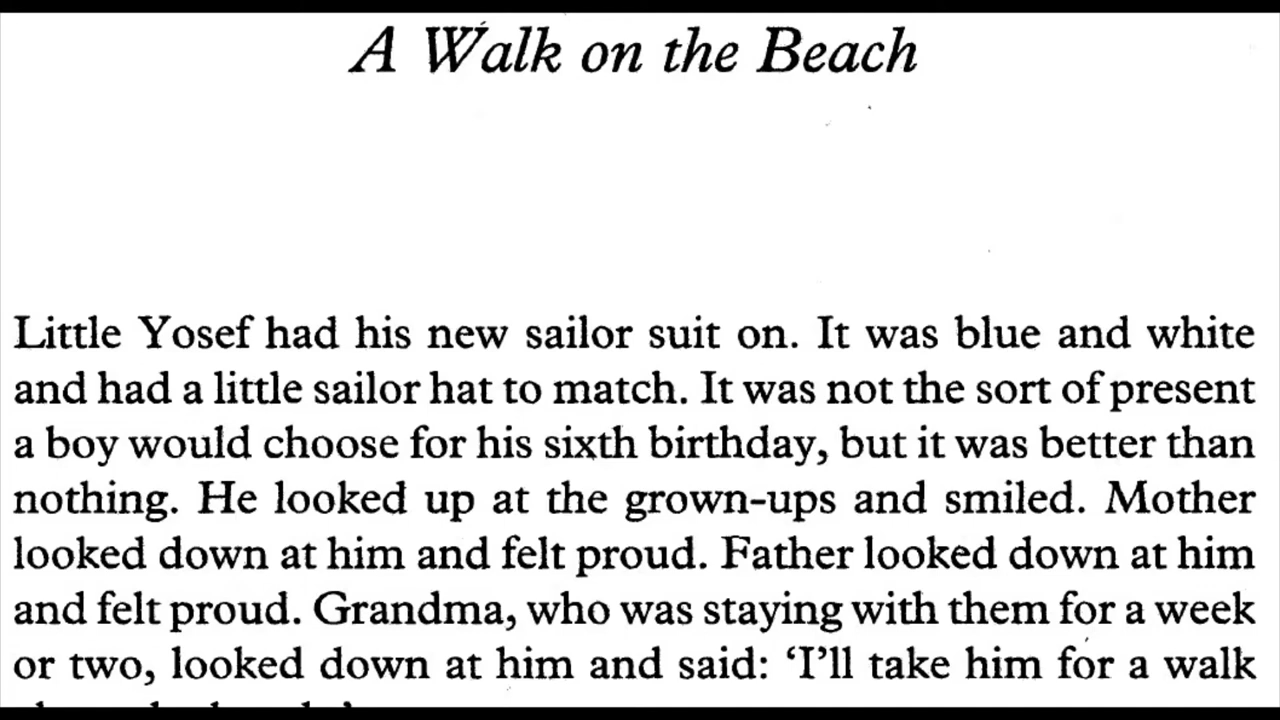 A Walk on the Beach
Little Yosef had his new sailor suit on. It was blue and white
and had a little sailor hat to match. It was not the sort of present
a boy would choose for his sixth birthday, but it was better than
nothing. He looked up at the grown-ups and smiled. Mother
looked down at him and felt proud. Father looked down at him
and felt proud. Grandma, who was staying with them for a week
or two, looked down at him and said: ‘I’ll take him for a walk